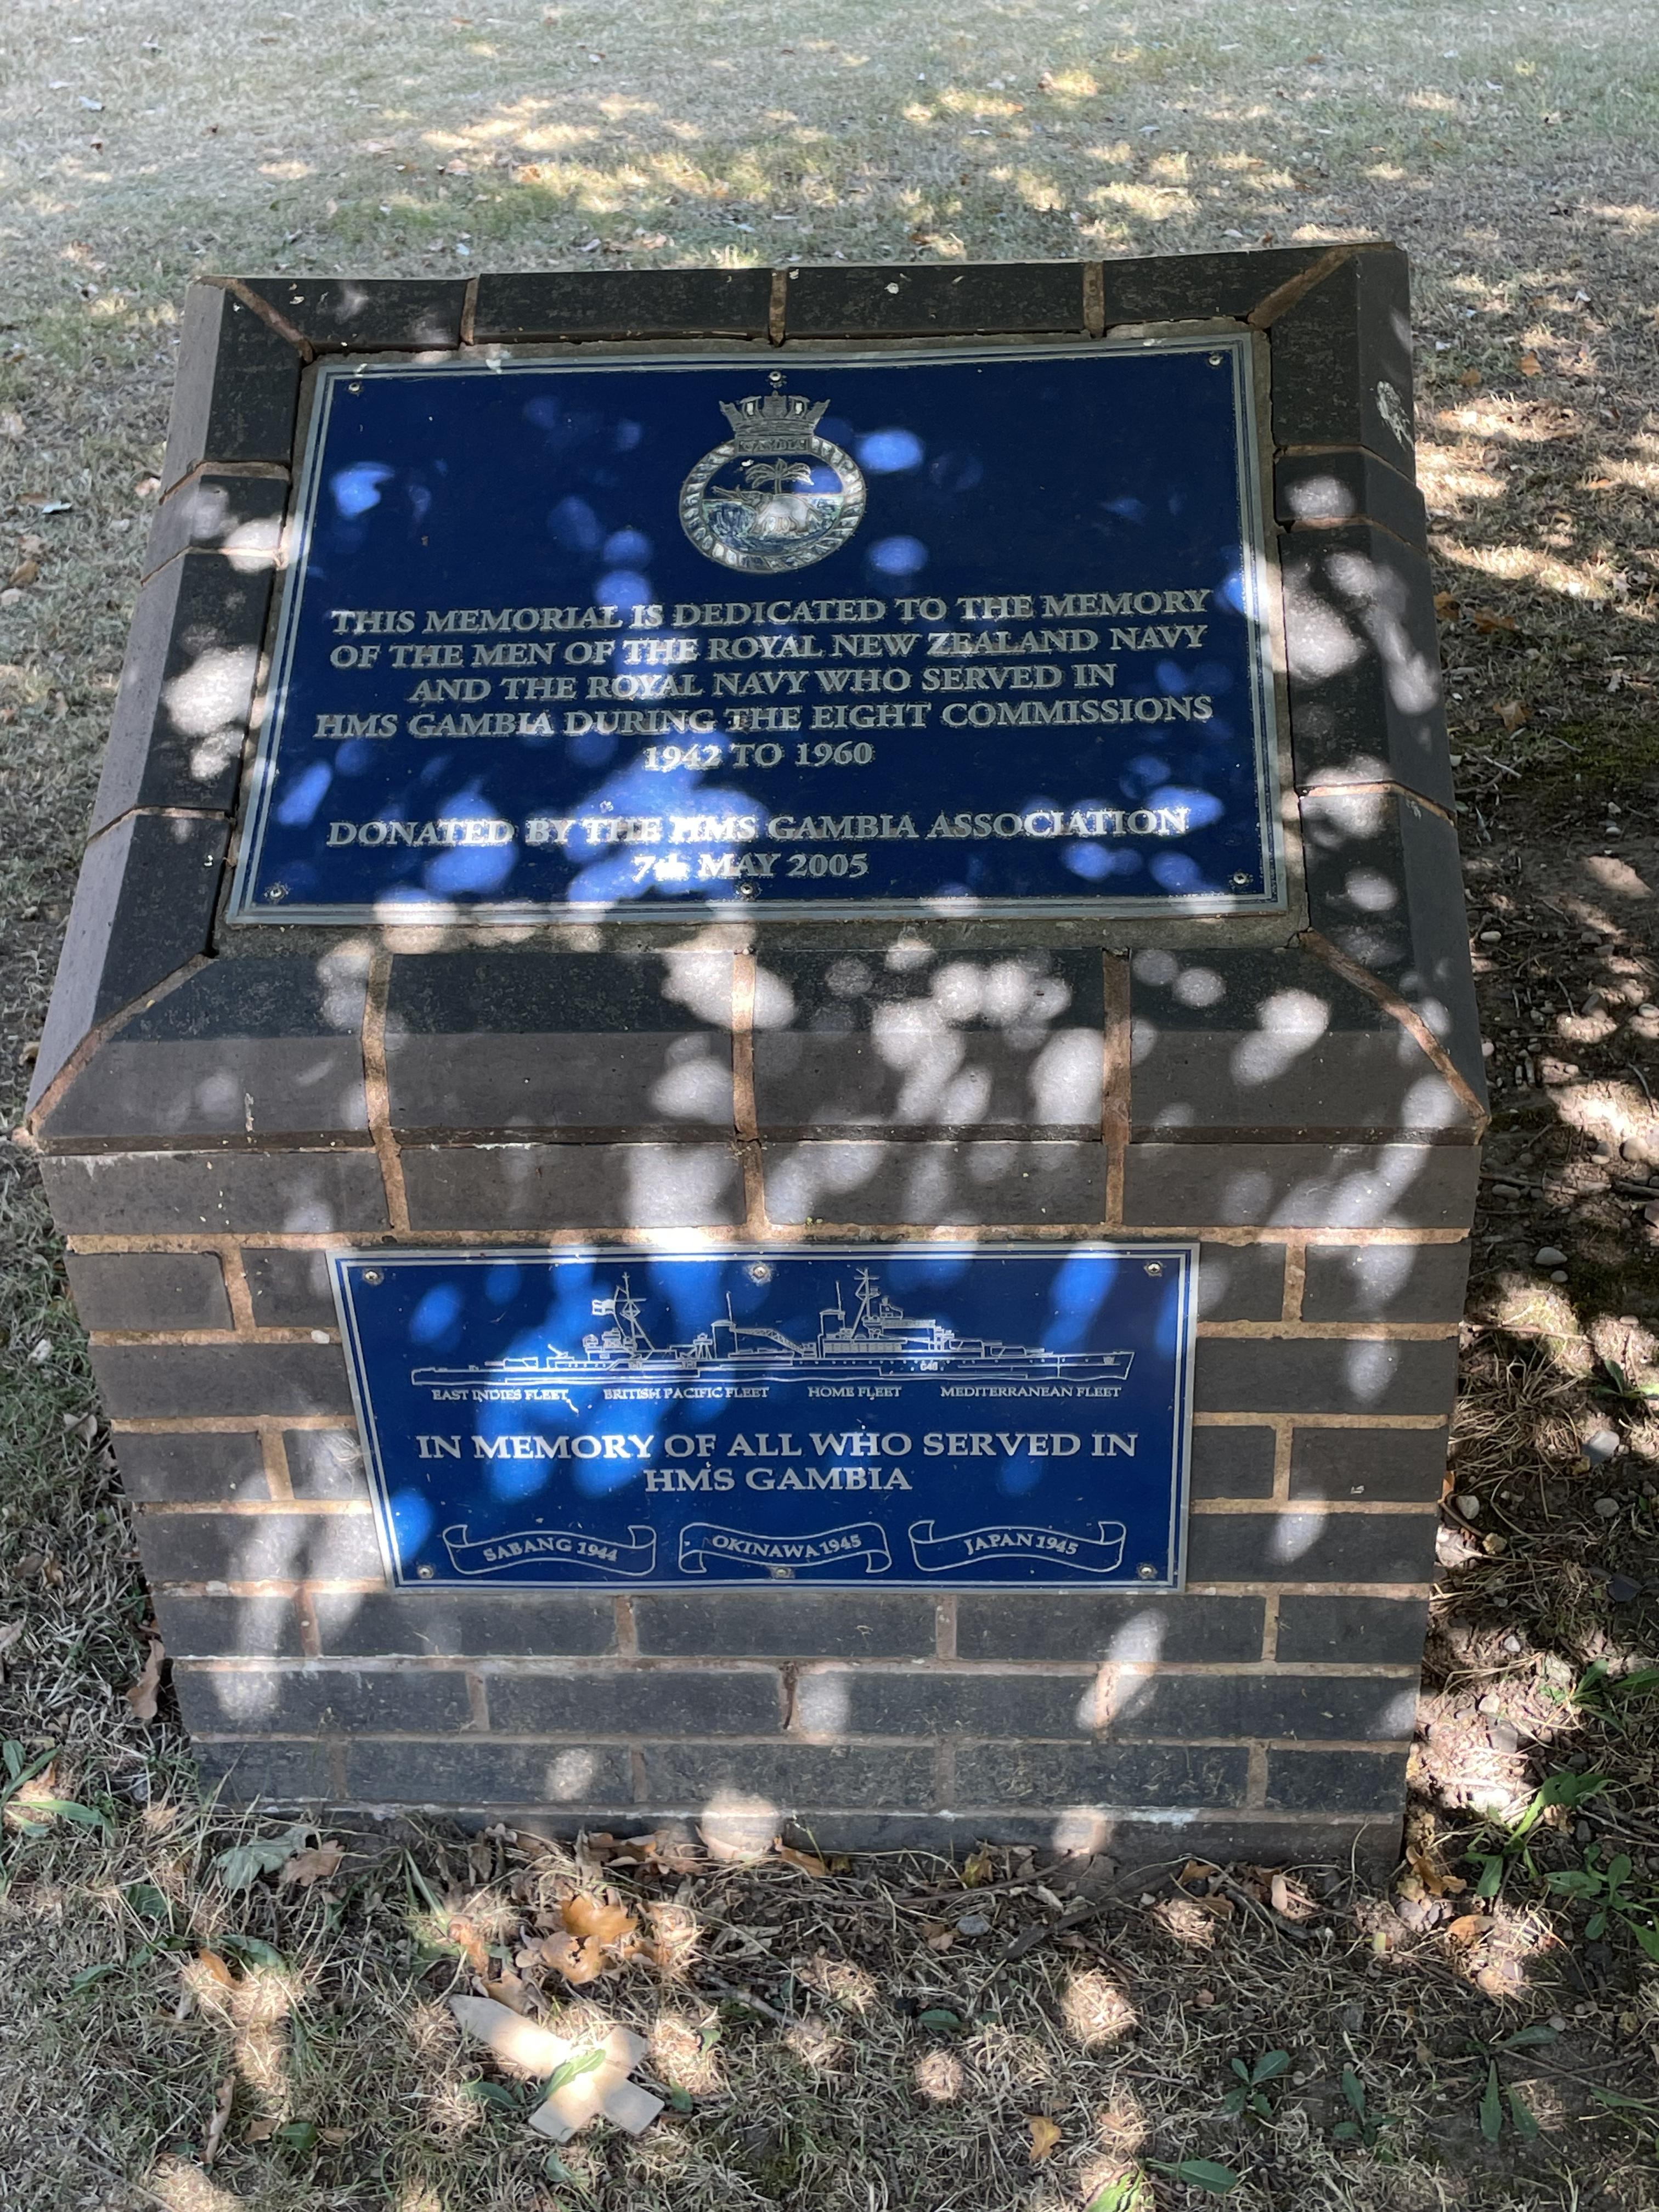 GAMBIA
THIS MEMORIAL IS DEDICATED TO THE MEMORY
OF THE MEN OF THE ROYAL NEW ZEALAND NAVY
AND THE ROYAL NAVY WHO SERVED IN
HMS GAMBIA DURING THE EIGHT COMMISSIONS
1942 TO 1960
DONATED BY THE HMS GAMBIA ASSOCIATION
7th MAY 2005
EAST INDIES FLEET BRITISH PACIFIC FLEET HOME FLEET MEDITERRANEAN FLEET
IN MEMORY OF ALL WHO SERVED IN
HMS GAMBIA
SABANG 1944 OKINAWA 1945 JAPAN 1945